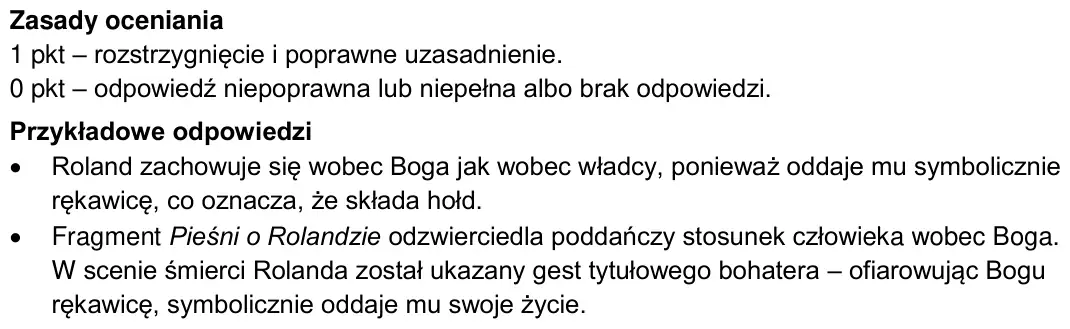 Zasady oceniania
1 pkt – rozstrzygnięcie i poprawne uzasadnienie.
0 pkt – odpowiedź niepoprawna lub niepełna albo brak odpowiedzi.
Przykładowe odpowiedzi
• Roland zachowuje się wobec Boga jak wobec władcy, ponieważ oddaje mu symbolicznie
rękawicę, co oznacza, że składa hołd.
• Fragment Pieśni o Rolandzie odzwierciedla poddańczy stosunek człowieka wobec Boga.
W scenie śmierci Rolanda został ukazany gest tytułowego bohatera – ofiarowując Bogu
rękawicę, symbolicznie oddaje mu swoje życie.